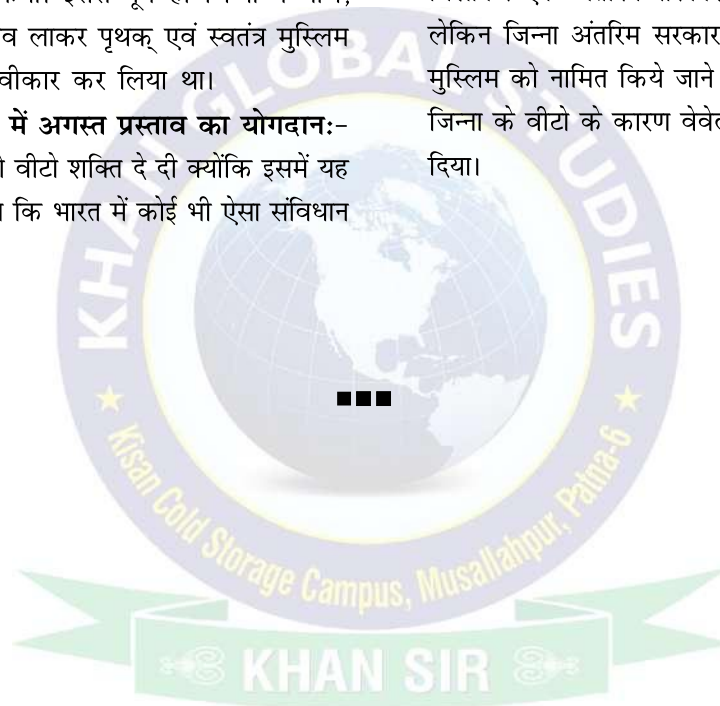 व लाकर पृथक् एवं स्वतंत्र मुस्लिम
वीकार कर लिया था।
में अगस्त प्रस्ताव का योगदानः-
वीटो शक्ति दे दी क्योंकि इसमें यह
कि भारत में कोई भी ऐसा संविधान
लेकिन जिन्ना अंतरिम सरकार
मुस्लिम को नामित किये जाने
जिन्ना के वीटो के कारण वेवेल
दिया।
KHAN GLOBAL STUDIES
Kisan Cold Storage Campus, Musallahpur, Patna-6
KHAN SIR